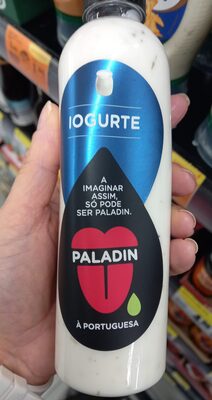 IOGURTE
A
IMAGINAR
ASSIM,
SÓ PODE
SER PALADIN.
PALADIN
À PORTUGUESA